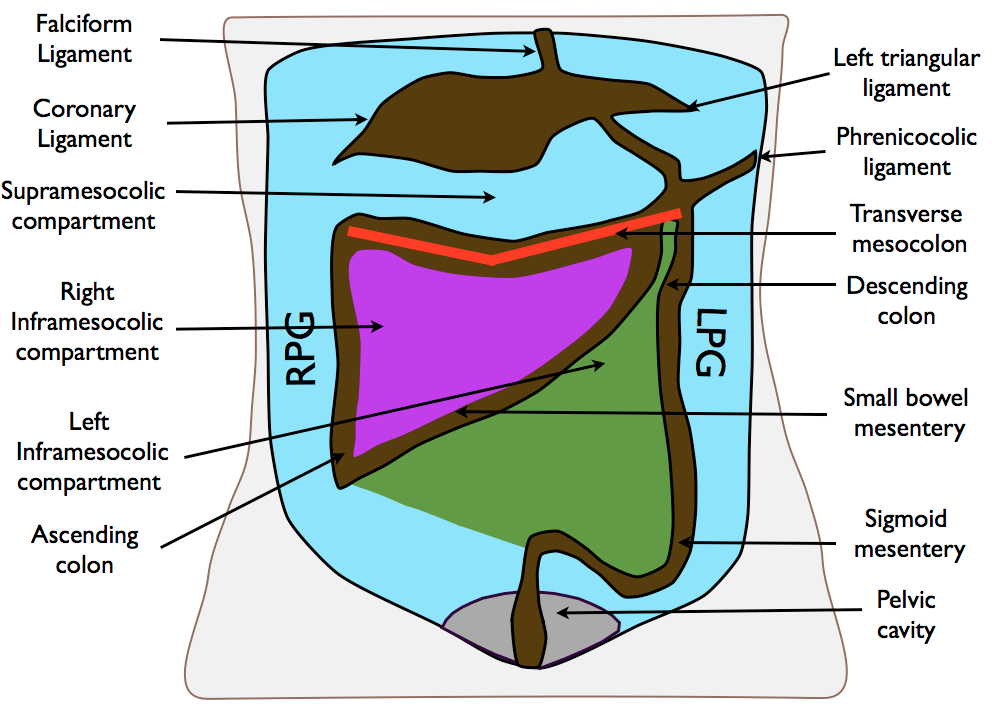 Falciform
Ligament
Coronary
Ligament
Supramesocolic
compartment
Right
Inframesocolic
compartment
Left
Inframesocolic
compartment
Ascending
colon
RPG
LPG
Left triangular
ligament
Phrenicocolic
ligament
Transverse
mesocolon
Descending
colon
Small bowel
mesentery
Sigmoid
mesentery
Pelvic
cavity